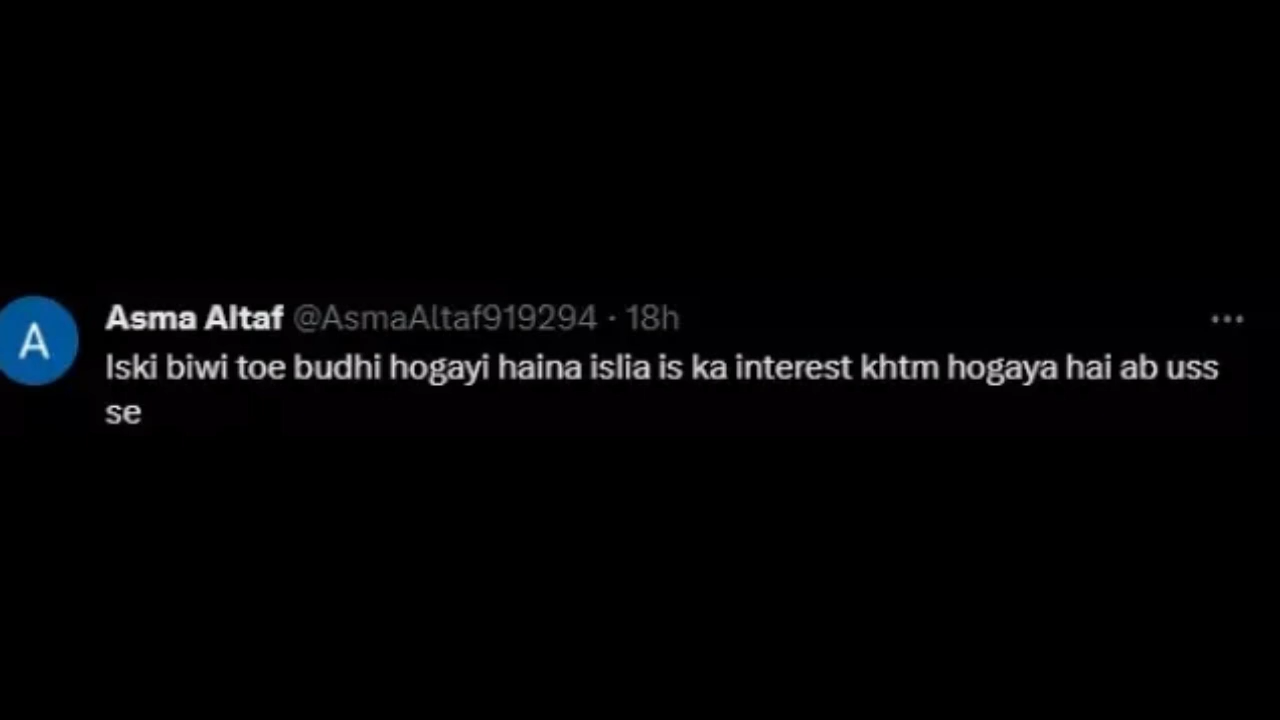 A
Asma Altaf @AsmaAltaf919294 · 18h
Iski biwi toe budhi hogayi haina islia is ka interest khtm hogaya hai ab uss
se